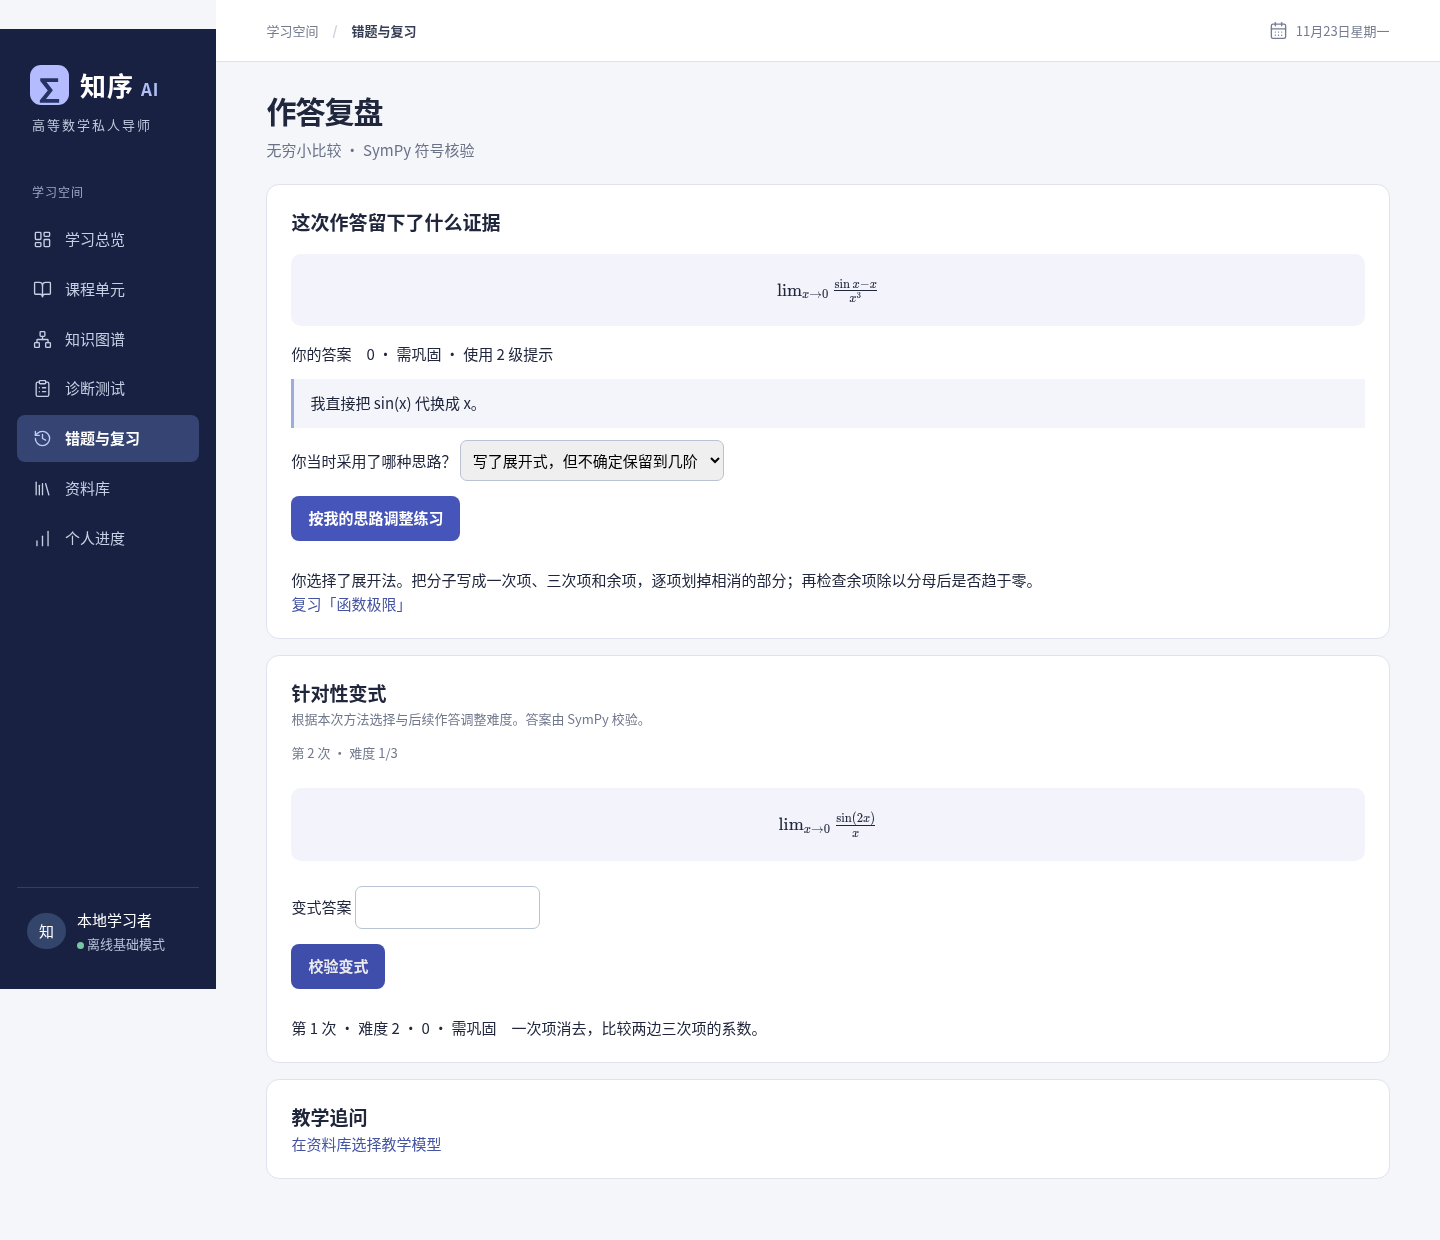 学习空间 / 错题与复习
11月23日星期一
Σ 知序 AI
高等数学私人导师
学习空间
学习总览
课程单元
知识图谱
诊断测试
错题与复习
资料库
个人进度
知
本地学习者
离线基础模式
作答复盘
无穷小比较 · SymPy 符号核验
这次作答留下了什么证据
lim x→0 (sin x−x)/x³
你的答案 0 · 需巩固 · 使用 2 级提示
我直接把 sin(x) 代换成 x。
你当时采用了哪种思路? 写了展开式，但不确定保留到几阶
按我的思路调整练习
你选择了展开法。把分子写成一次项、三次项和余项，逐项划掉相消的部分；再检查余项除以分母后是否趋于零。
复习「函数极限」
针对性变式
根据本次方法选择与后续作答调整难度。答案由 SymPy 校验。
第 2 次 · 难度 1/3
lim x→0 sin(2x)/x
变式答案
校验变式
第 1 次 · 难度 2 · 0 · 需巩固 一次项消去，比较两边三次项的系数。
教学追问
在资料库选择教学模型